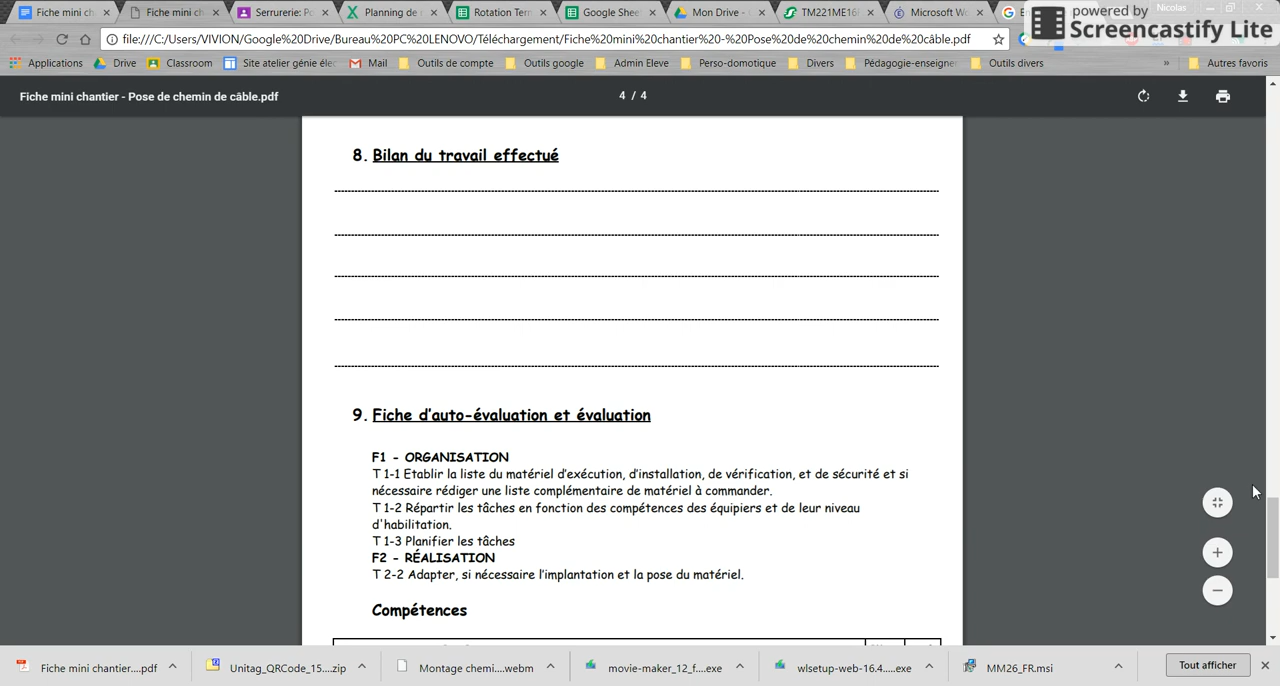 Fiche mini ch
Fiche mini ch
Serrurerie: Po
Planning de
Rotation Terr
Google Shee
Mon Drive -
TM221ME16
Microsoft Wo
Nicolas
powered by
Screencastify Lite
file:///C:/Users/VIVION/Google%20Drive/Bureau%20PC%20LENOVO/Téléchargement/Fiche%20mini%20chantier%20-%20Pose%20de%20chemin%20de%20câble.pdf
Applications
Drive
Classroom
Site atelier génie élec
Mail
Outils de compte
Outils google
Admin Eleve
Perso-domotique
Divers
Pédagogie-enseigne
Outils divers
»
Autres favoris
Fiche mini chantier - Pose de chemin de câble.pdf
4 / 4
8. Bilan du travail effectué
9. Fiche d’auto-évaluation et évaluation
F1 - ORGANISATION
T 1-1 Etablir la liste du matériel d’exécution, d’installation, de vérification, et de sécurité et si
nécessaire rédiger une liste complémentaire de matériel à commander.
T 1-2 Répartir les tâches en fonction des compétences des équipiers et de leur niveau
d'habilitation.
T 1-3 Planifier les tâches
F2 - RÉALISATION
T 2-2 Adapter, si nécessaire l’implantation et la pose du matériel.
Compétences
Fiche mini chantier....pdf
Unitag_QRCode_15....zip
Montage chemi....webm
movie-maker_12_f....exe
wlsetup-web-16.4....exe
MM26_FR.msi
Tout afficher